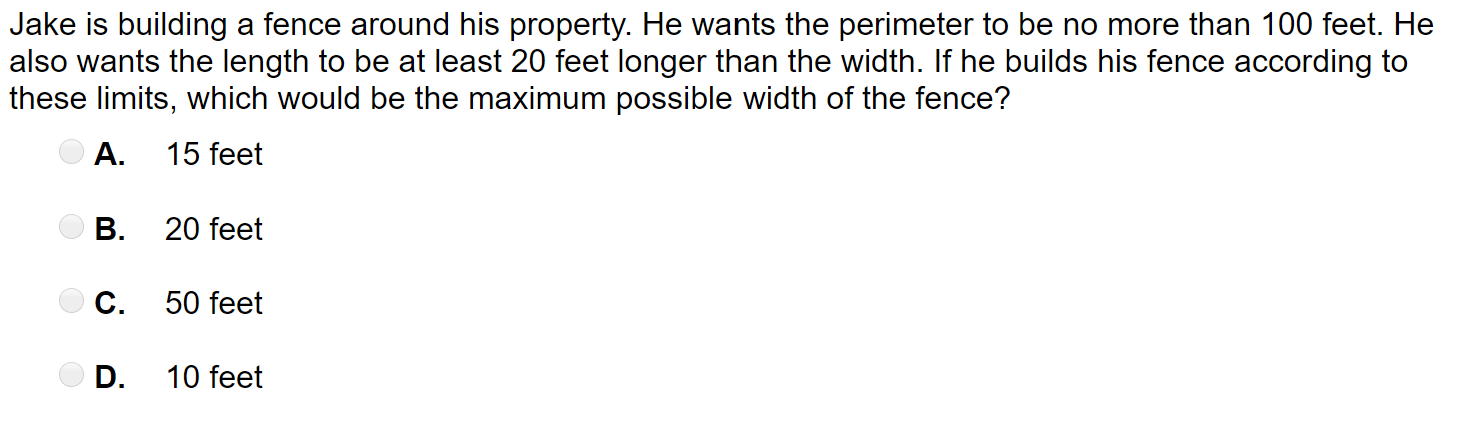 Jake is building a fence around his property. He wants the perimeter to be no more than 100 feet. He
also wants the length to be at least 20 feet longer than the width. If he builds his fence according to
these limits, which would be the maximum possible width of the fence?
A. 15 feet
B. 20 feet
C. 50 feet
D. 10 feet